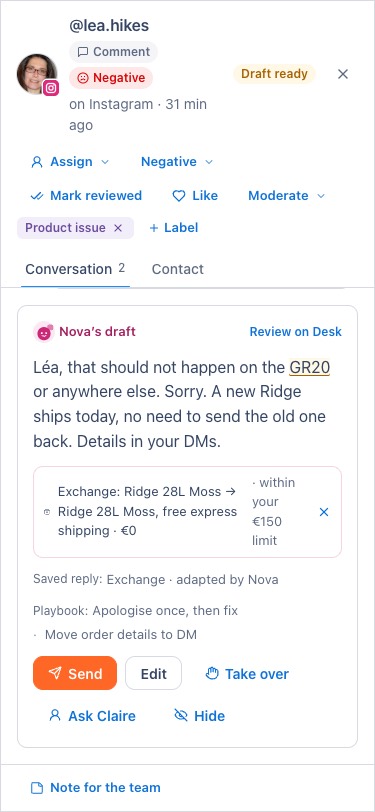 @lea.hikes
Comment
Negative
on Instagram · 31 min
ago
Draft ready
Assign
Negative
Mark reviewed
Like
Moderate
Product issue
+ Label
Conversation 2
Contact
Nova's draft
Review on Desk
Léa, that should not happen on the GR20
or anywhere else. Sorry. A new Ridge
ships today, no need to send the old one
back. Details in your DMs.
Exchange: Ridge 28L Moss →
Ridge 28L Moss, free express
shipping · €0
· within
your
€150
limit
Saved reply: Exchange · adapted by Nova
Playbook: Apologise once, then fix
· Move order details to DM
Send
Edit
Take over
Ask Claire
Hide
Note for the team